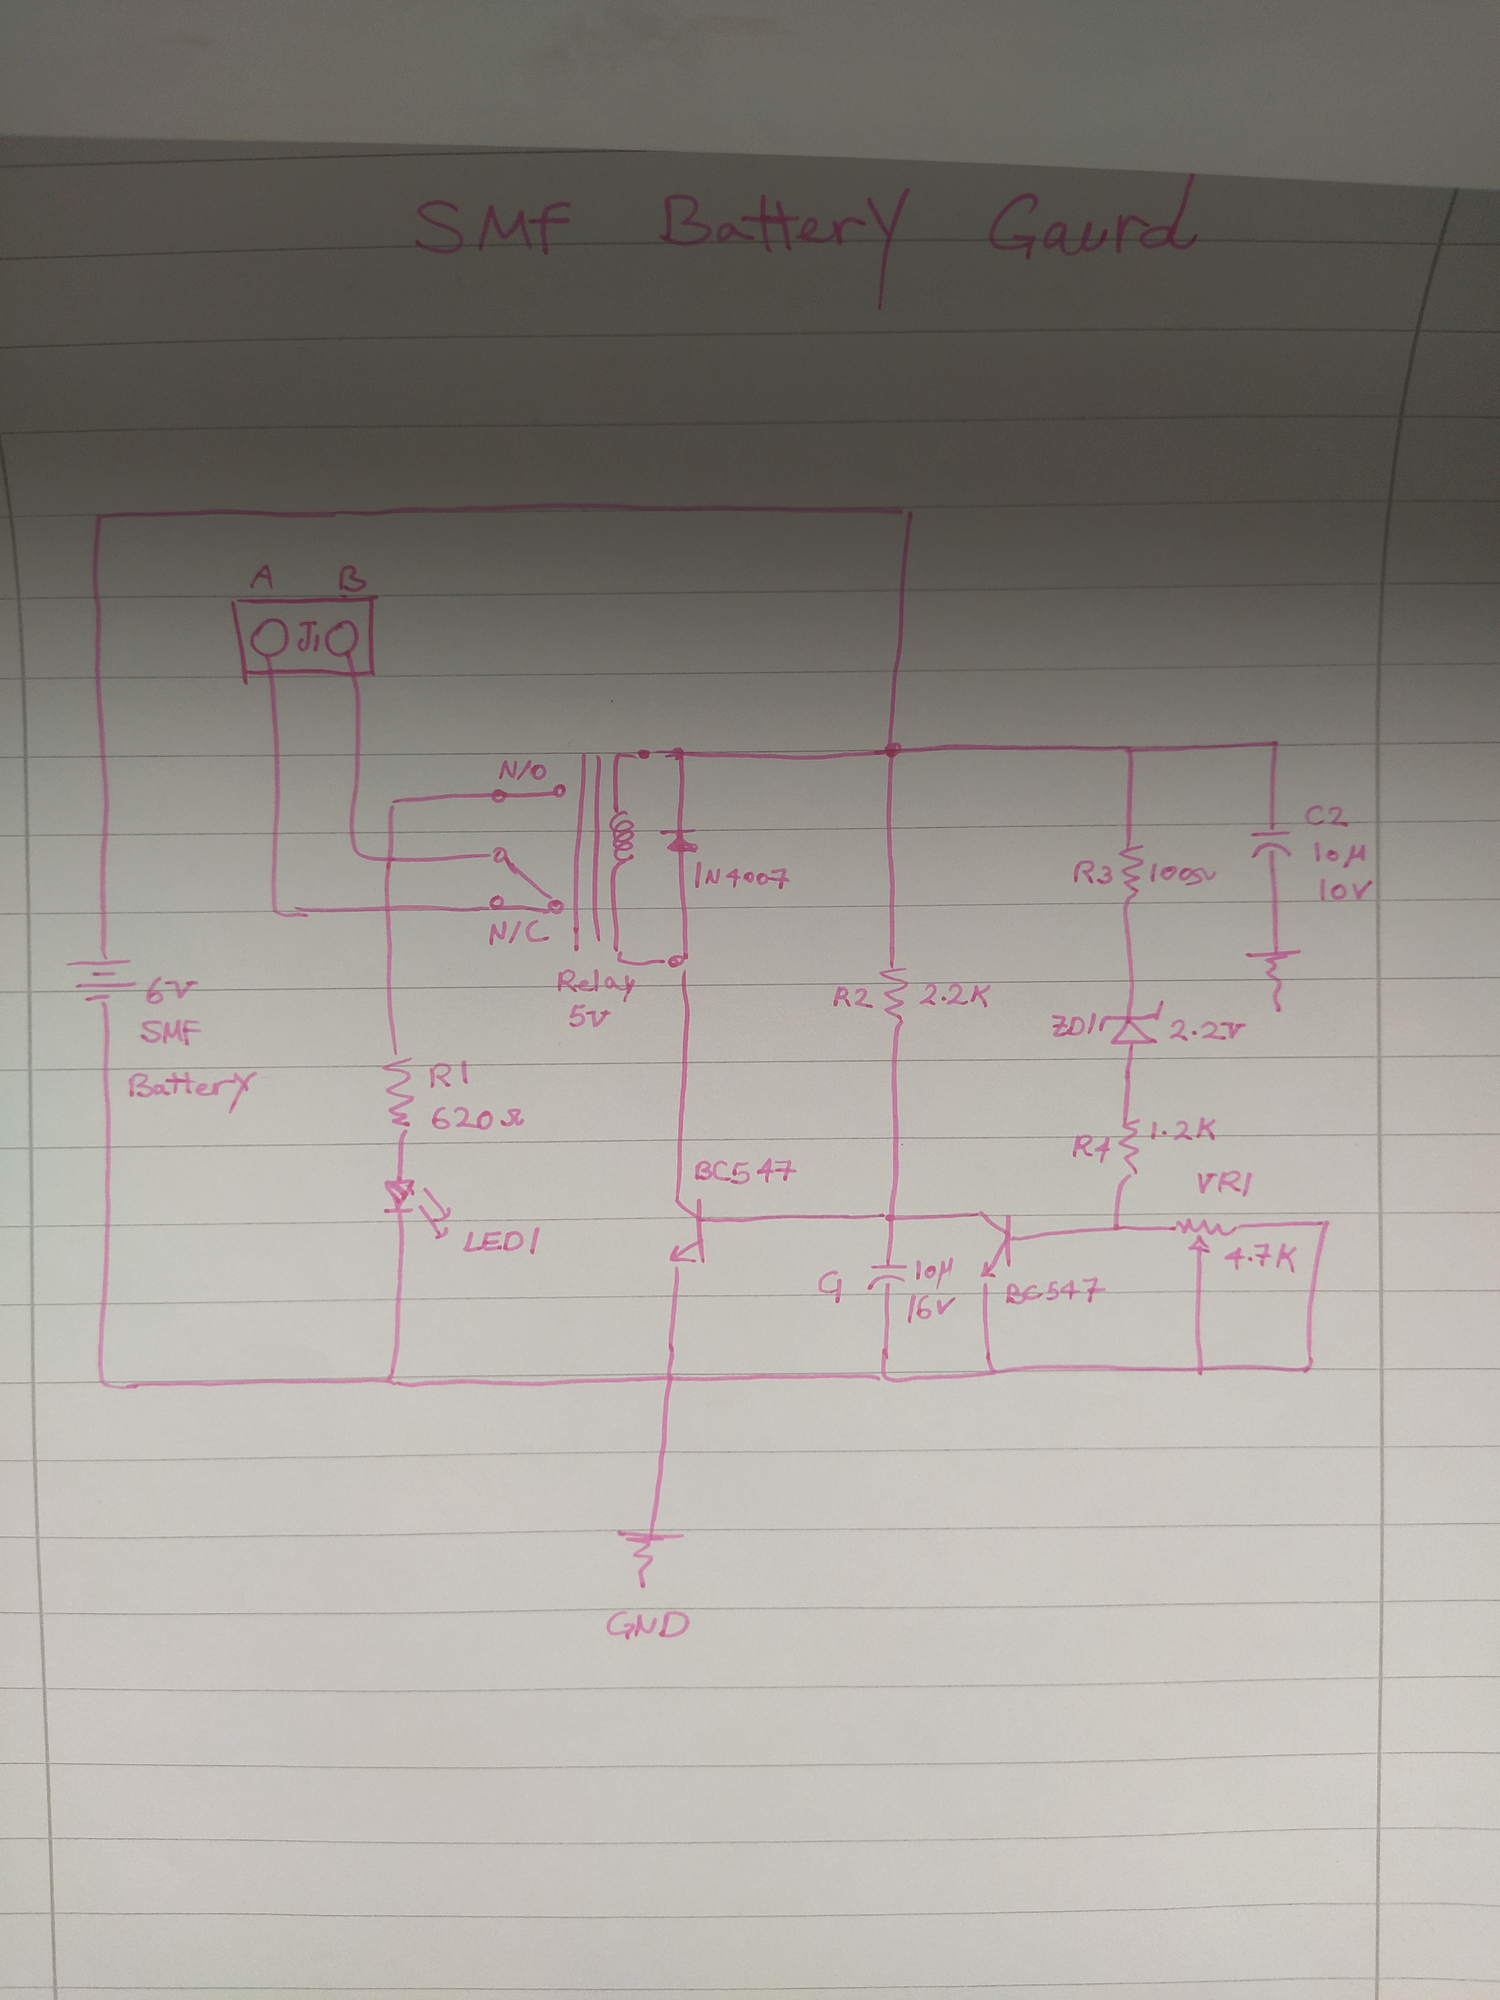 SMF Battery Gaurd
A B
J1
N/O
N/C
Relay
5V
1N4007
C2
10µ
10V
R3 100Ω
R2 2.2K
6V
SMF
Battery
ZD1 2.2V
R1
620Ω
R4 1.2K
VR1
4.7K
BC547
LED1
C1 10µ
16V
BC547
GND